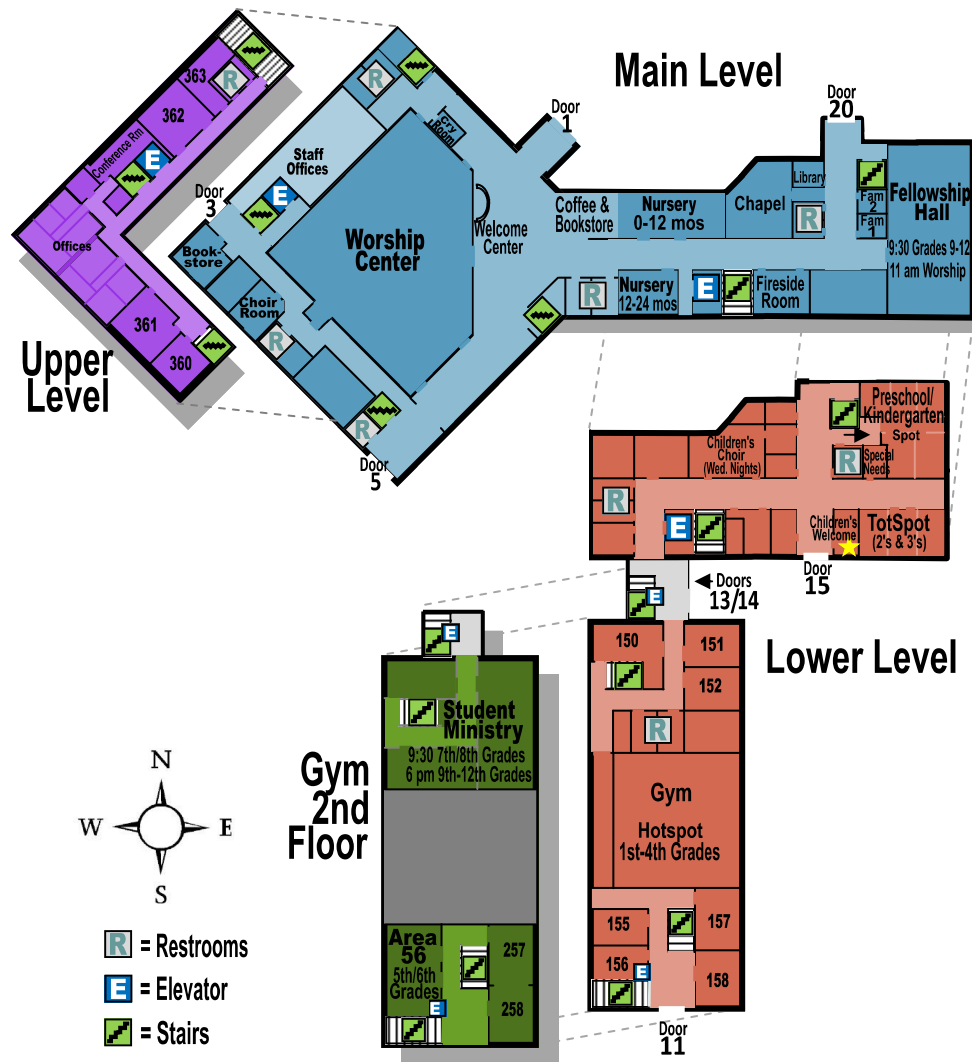 Main Level
Door
1
Door
20
Door
3
Door
5
363
R
362
Conference Rm
E
Offices
361
360
Upper
Level
R
Cry
Room
Staff
Offices
E
Worship
Center
Welcome
Center
Book-
store
Choir
Room
R
R
Coffee &
Bookstore
Nursery
0-12 mos
Chapel
Library
R
Fam
2
Fam
1
Fellowship
Hall
9:30 Grades 9-12
11 am Worship
R
Nursery
12-24 mos
E
Fireside
Room
Preschool/
Kindergarten
Spot
Children's
Choir
(Wed. Nights)
R
Special
Needs
R
E
Children's
Welcome
TotSpot
(2's & 3's)
Door
15
Doors
13/14
E
Lower Level
150
151
152
R
Gym
Hotspot
1st-4th Grades
155
156
157
158
E
Door
11
E
Student
Ministry
9:30 7th/8th Grades
6 pm 9th-12th Grades
Gym
2nd
Floor
Area
56
5th/6th
Grades
257
258
E
N
W
E
S
R = Restrooms
E = Elevator
= Stairs